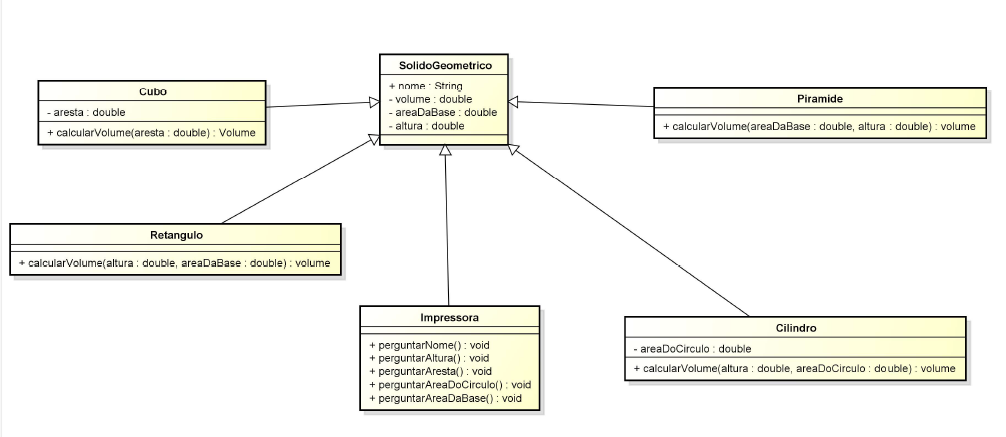 SolidoGeometrico
+ nome : String
- volume : double
- areaDaBase : double
- altura : double
Cubo
- aresta : double
+ calcularVolume(aresta : double) : Volume
Piramide
+ calcularVolume(areaDaBase : double, altura : double) : volume
Retangulo
+ calcularVolume(altura : double, areaDaBase : double) : volume
Impressora
+ perguntarNome() : void
+ perguntarAltura() : void
+ perguntarAresta() : void
+ perguntarAreaDoCirculo() : void
+ perguntarAreaDaBase() : void
Cilindro
- areaDoCirculo : double
+ calcularVolume(altura : double, areaDoCirculo : double) : volume